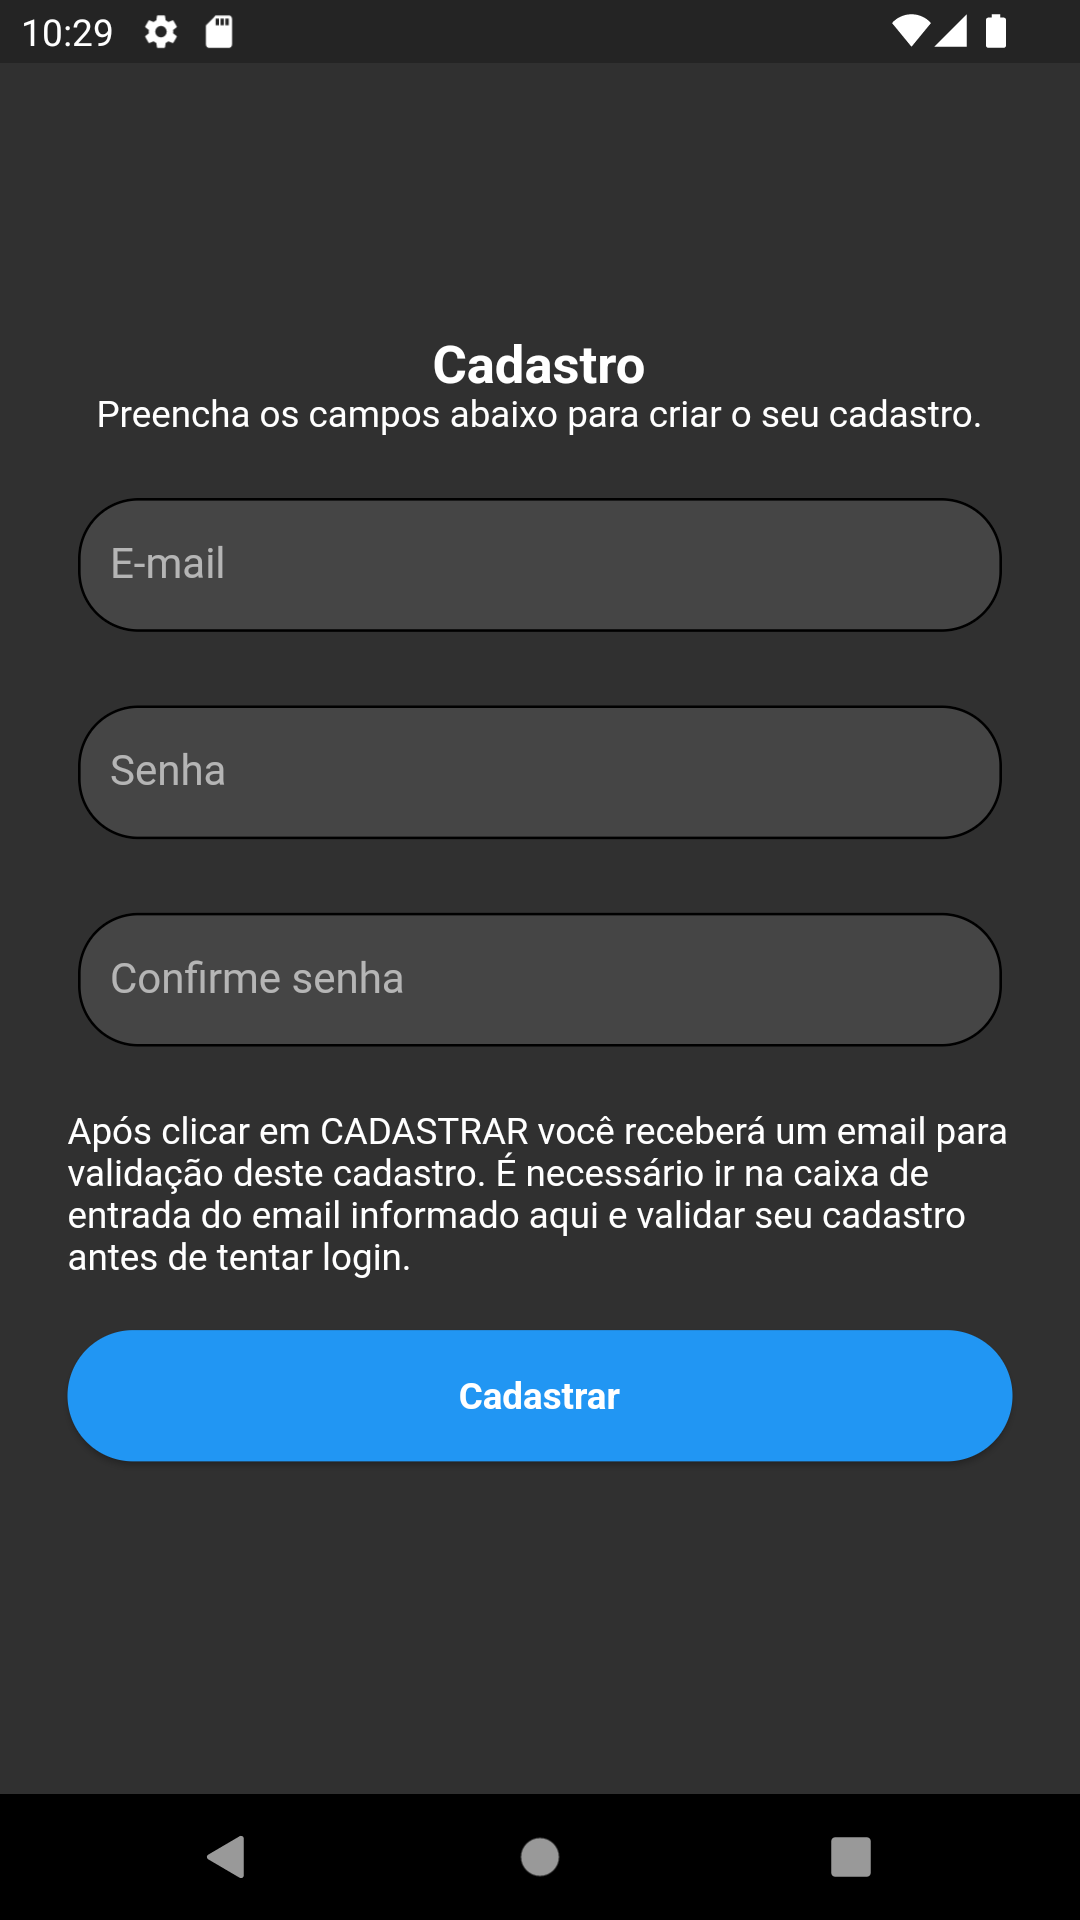 10:29
Cadastro
Preencha os campos abaixo para criar o seu cadastro.
E-mail
Senha
Confirme senha
Após clicar em CADASTRAR você receberá um email para
validação deste cadastro. É necessário ir na caixa de
entrada do email informado aqui e validar seu cadastro
antes de tentar login.
Cadastrar